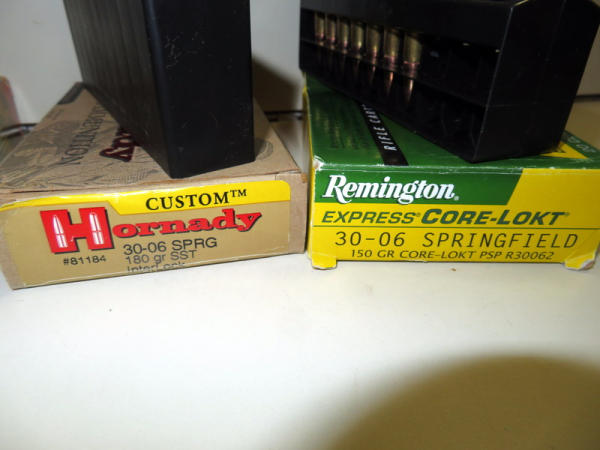 CUSTOM™
Hornady
30-06 SPRG
#81184
180 gr SST
InterLock
RIFLE CART
Remington®
EXPRESS® CORE-LOKT®
30-06 SPRINGFIELD
150 GR CORE-LOKT PSP R30062